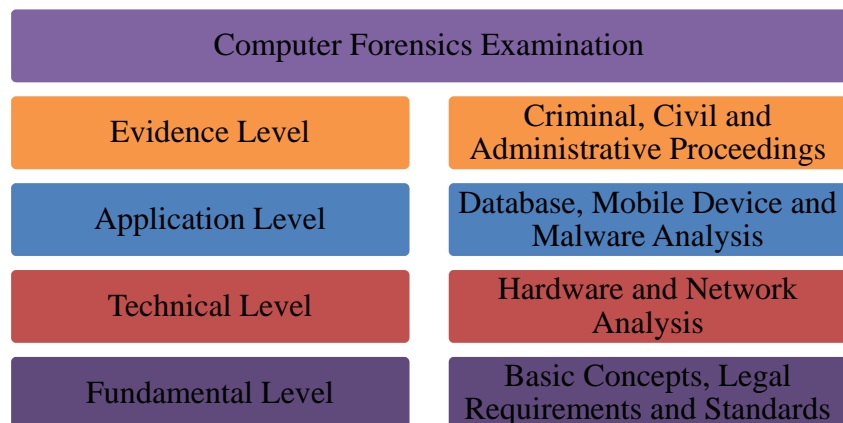 Computer Forensics Examination
Evidence Level
Criminal, Civil and
Administrative Proceedings
Application Level
Database, Mobile Device and
Malware Analysis
Technical Level
Hardware and Network
Analysis
Fundamental Level
Basic Concepts, Legal
Requirements and Standards